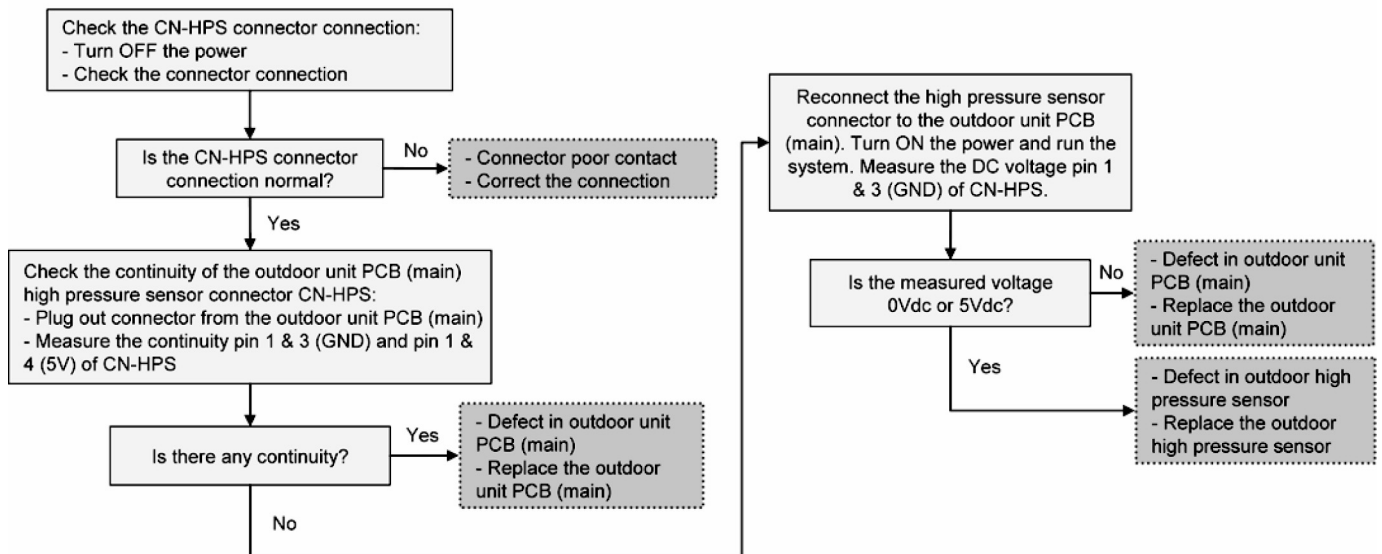 Check the CN-HPS connector connection:
- Turn OFF the power
- Check the connector connection
Is the CN-HPS connector
connection normal?
No
- Connector poor contact
- Correct the connection
Yes
Check the continuity of the outdoor unit PCB (main)
high pressure sensor connector CN-HPS:
- Plug out connector from the outdoor unit PCB (main)
- Measure the continuity pin 1 & 3 (GND) and pin 1 &
4 (5V) of CN-HPS
Is there any continuity?
Yes
- Defect in outdoor unit
PCB (main)
- Replace the outdoor
unit PCB (main)
No
Reconnect the high pressure sensor
connector to the outdoor unit PCB
(main). Turn ON the power and run the
system. Measure the DC voltage pin 1
& 3 (GND) of CN-HPS.
Is the measured voltage
0Vdc or 5Vdc?
No
- Defect in outdoor unit
PCB (main)
- Replace the outdoor
unit PCB (main)
Yes
- Defect in outdoor high
pressure sensor
- Replace the outdoor
high pressure sensor